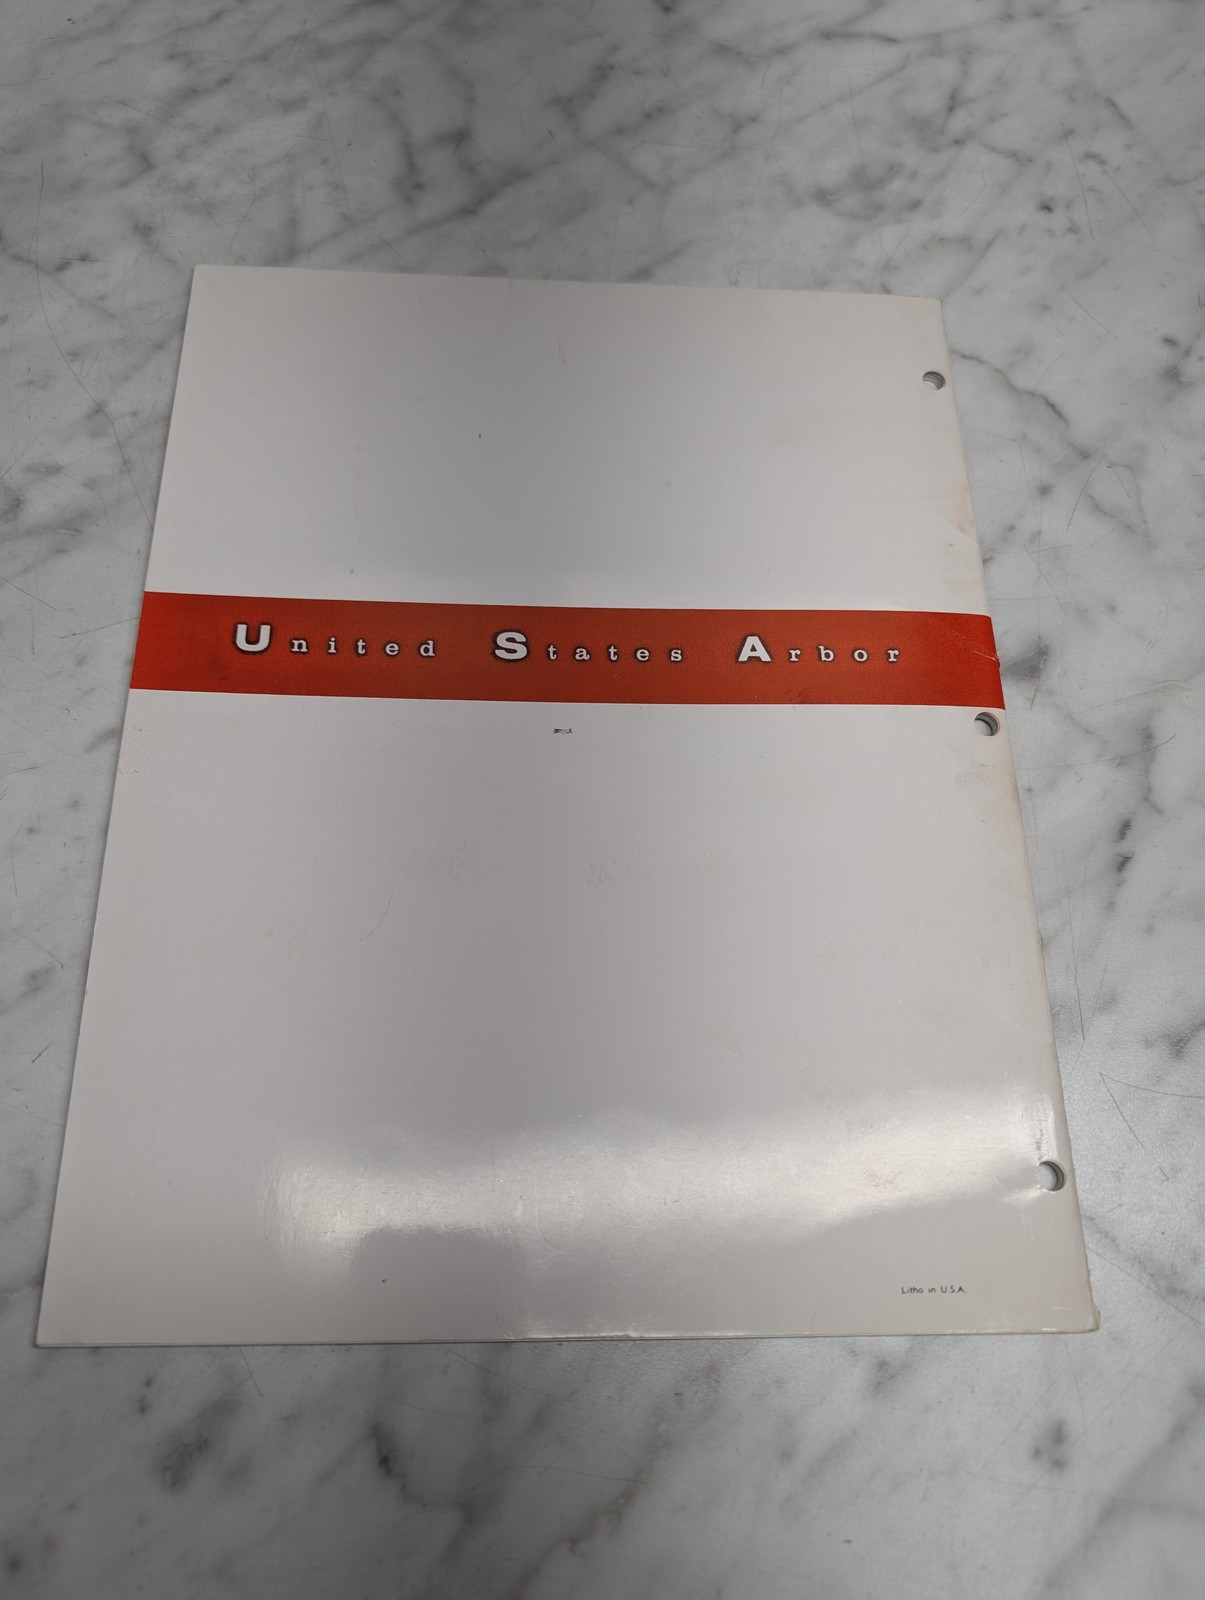 United States Arbor
Litho in U.S.A.